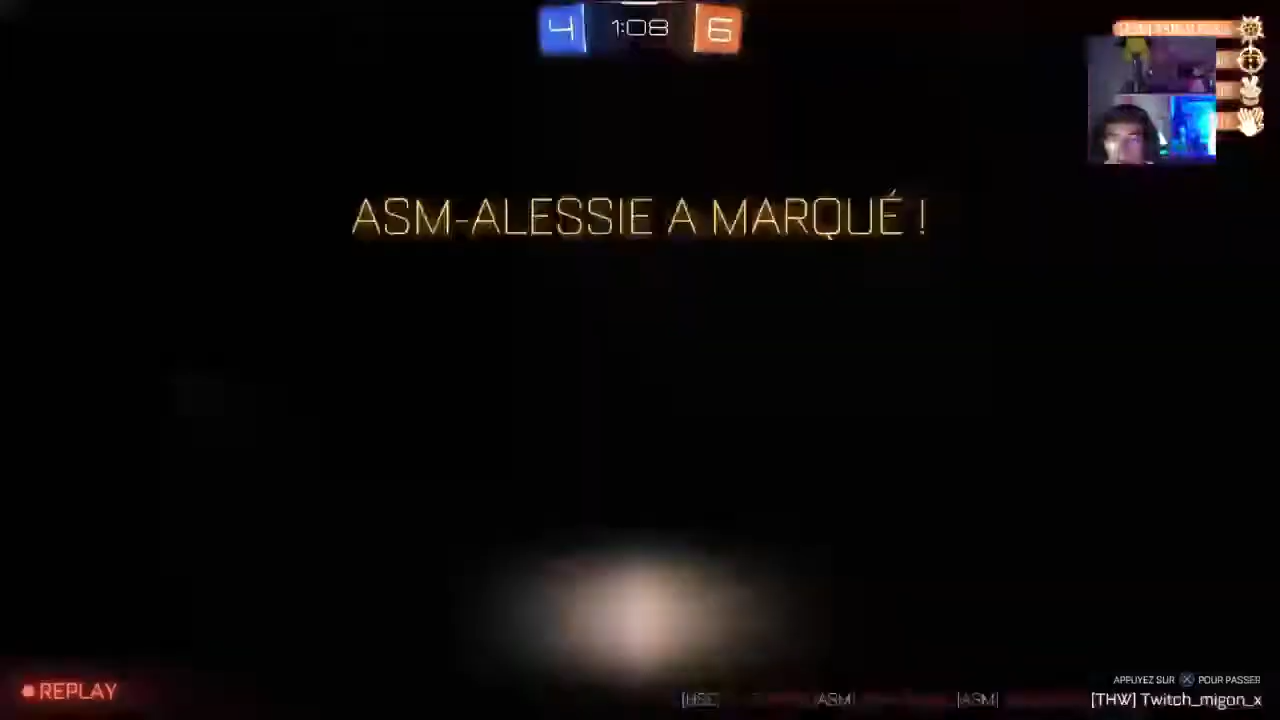 4 1:08 6
ASM-ALESSIE A MARQUÉ !
REPLAY
APPUYEZ SUR POUR PASSER
[ASM] [ASM] [THW] Twitch_migon_x